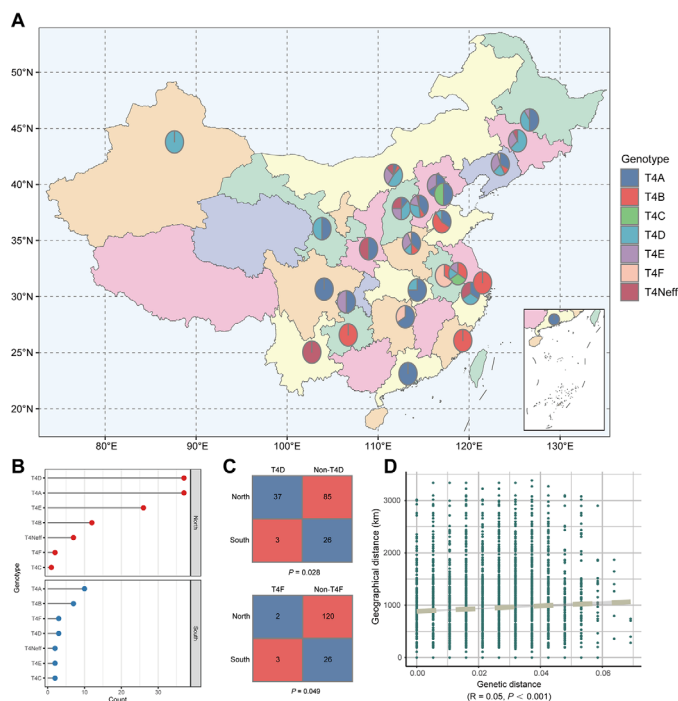 A
50°N
45°N
40°N
35°N
30°N
25°N
20°N
80°E
90°E
100°E
110°E
120°E
130°E
Genotype
T4A
T4B
T4C
T4D
T4E
T4F
T4Neff
B
Genotype
T4D
T4A
T4E
T4B
T4Neff
T4F
T4C
North
T4A
T4B
T4F
T4D
T4Neff
T4E
T4C
South
0
10
20
30
Count
C
T4D Non-T4D
North 37 85
South 3 26
P = 0.028
T4F Non-T4F
North 2 120
South 3 26
P = 0.049
D
Geographical distance (km)
3000
2500
2000
1500
1000
500
0
0.00 0.02 0.04 0.06
Genetic distance
(R = 0.05, P < 0.001)